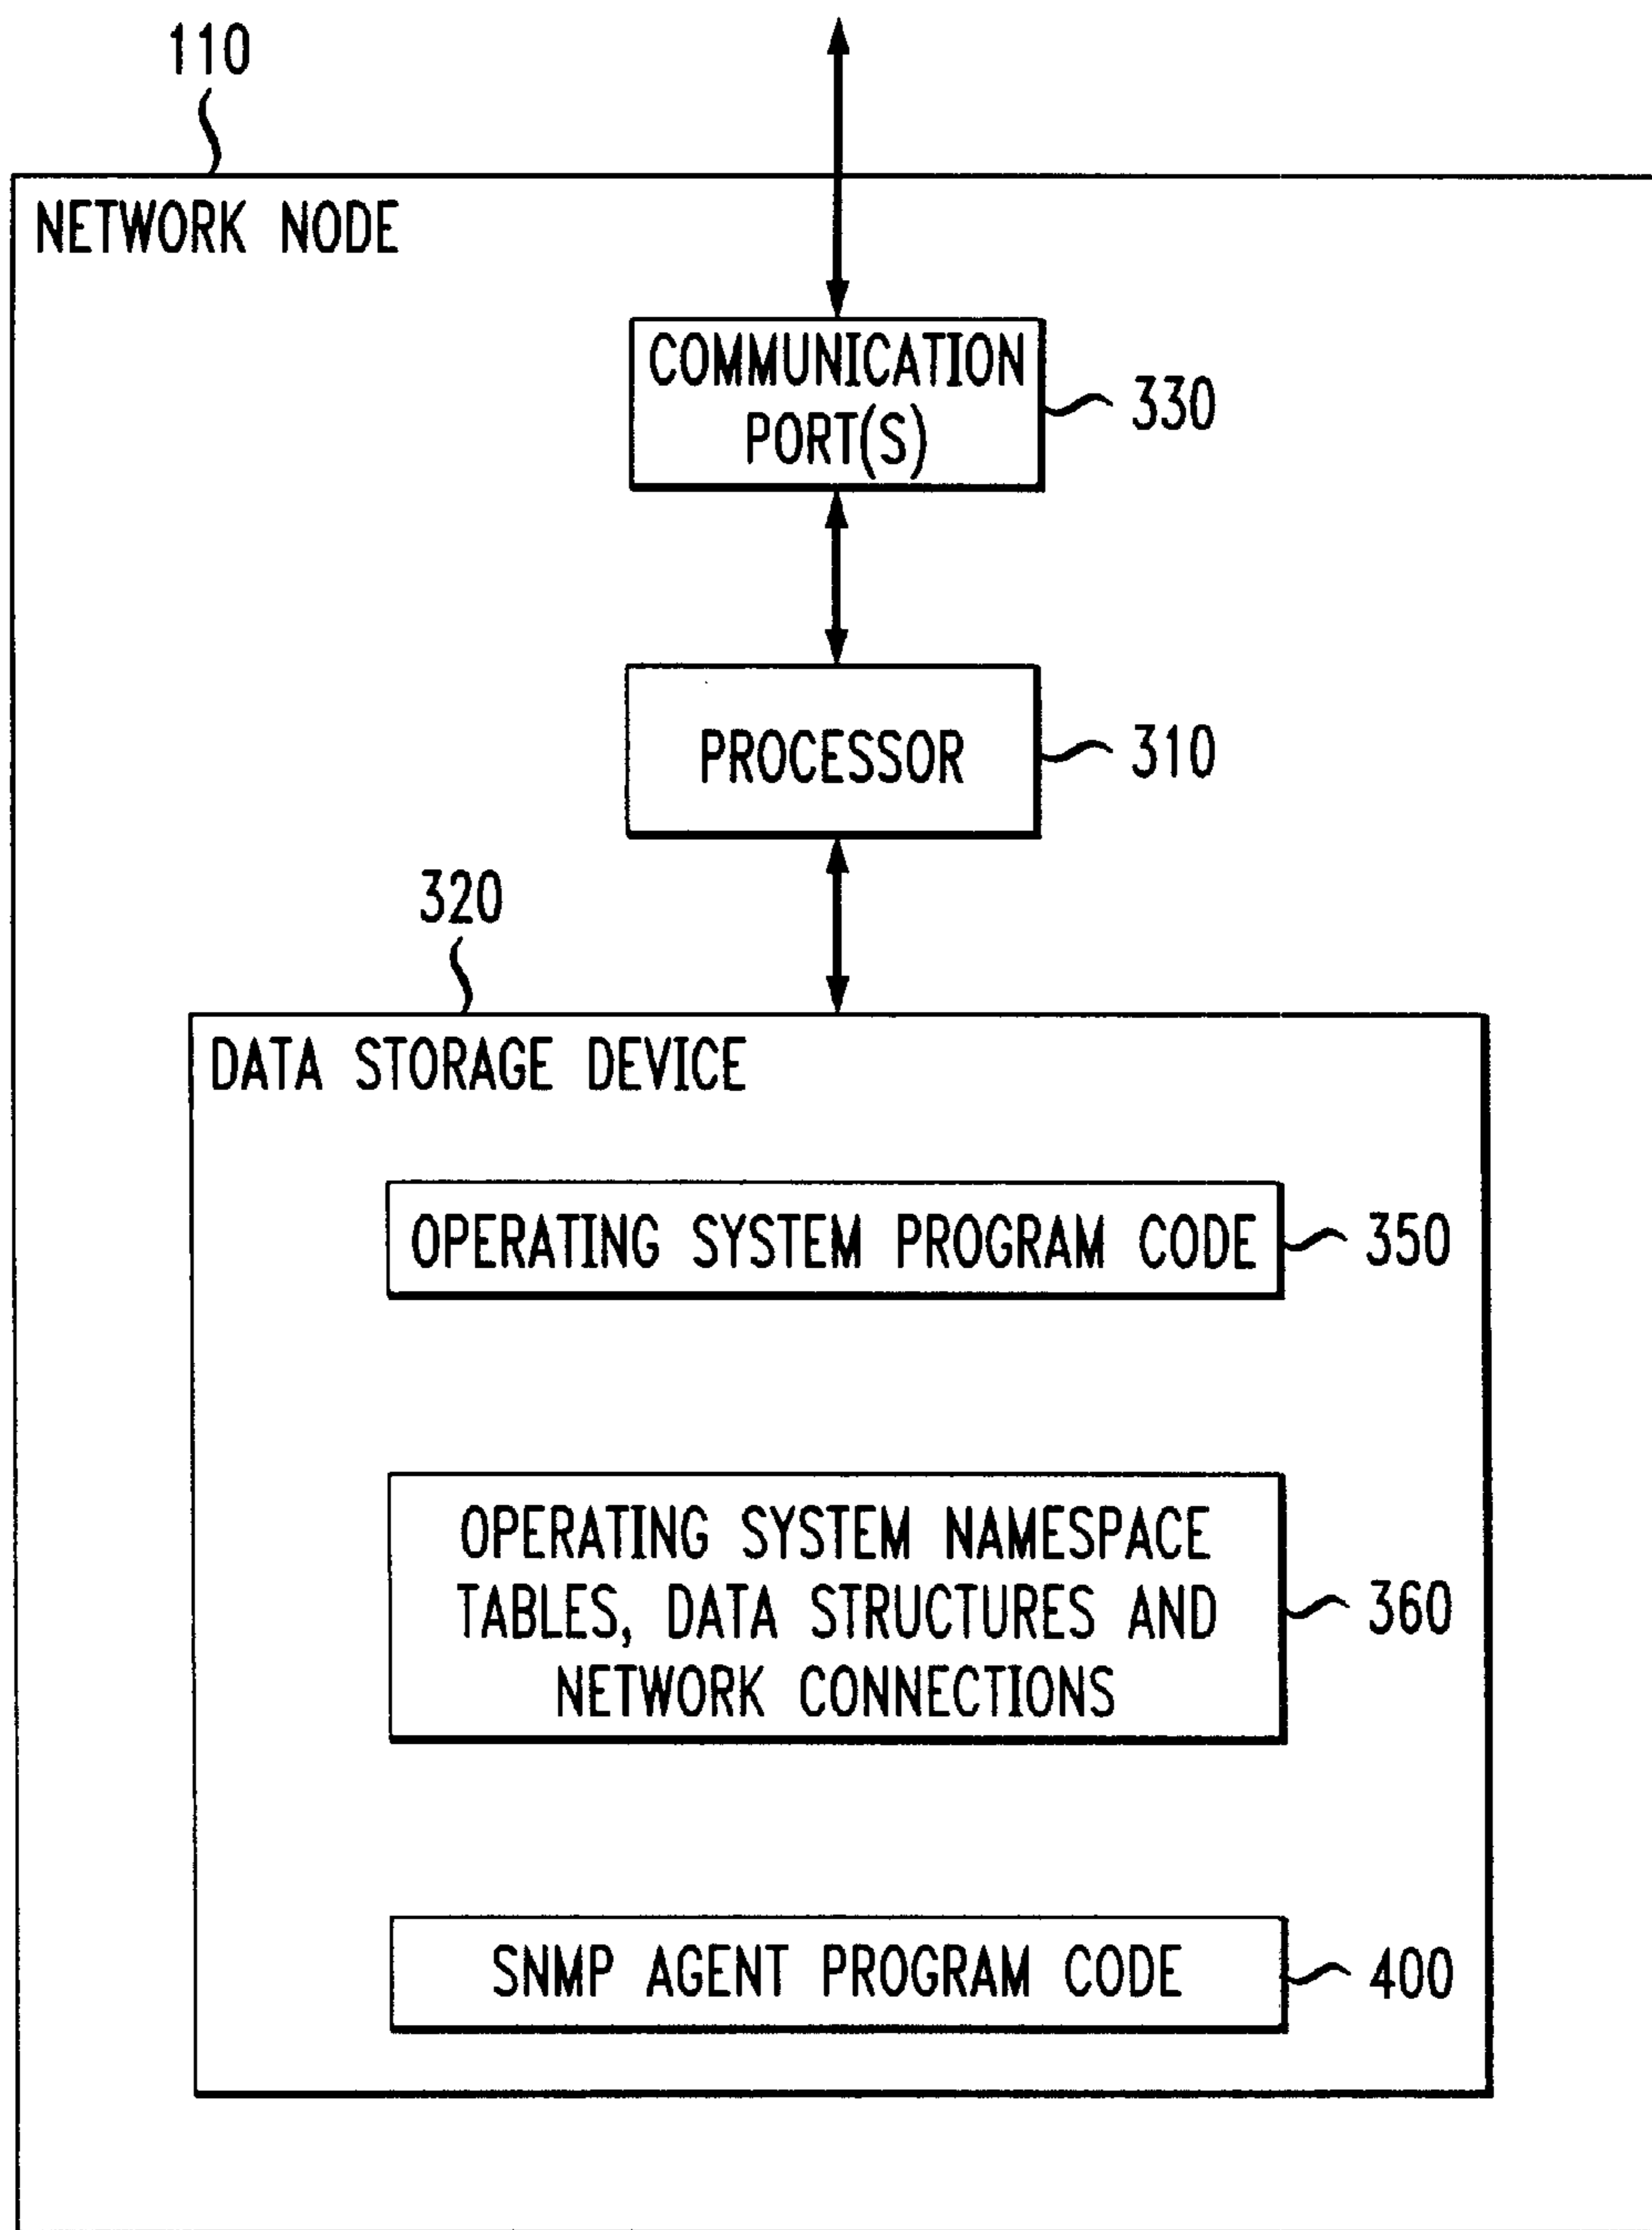 110
NETWORK NODE
COMMUNICATION
PORT(S)
330
PROCESSOR
310
320
DATA STORAGE DEVICE
OPERATING SYSTEM PROGRAM CODE
350
OPERATING SYSTEM NAMESPACE
TABLES, DATA STRUCTURES AND
NETWORK CONNECTIONS
360
SNMP AGENT PROGRAM CODE
400